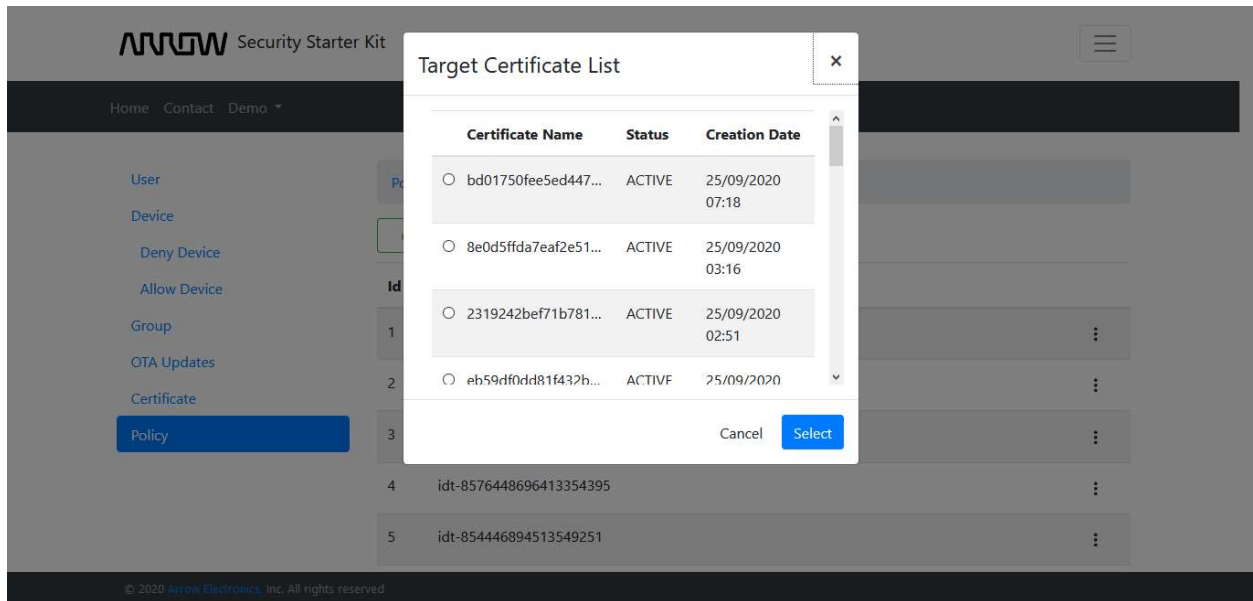 ARROW Security Starter Kit
Target Certificate List ×
Home Contact Demo
Certificate Name Status Creation Date
bd01750fee5ed447... ACTIVE 25/09/2020
07:18
8e0d5ffda7eaf2e51... ACTIVE 25/09/2020
03:16
2319242bef71b781... ACTIVE 25/09/2020
02:51
eb59df0dd81f432b... ACTIVE 25/09/2020
Cancel Select
User
Device
Deny Device
Allow Device
Group
OTA Updates
Certificate
Policy
Id
1
2
3
4 idt-8576448696413354395
5 idt-854446894513549251
© 2020 Arrow Electronics, Inc. All rights reserved